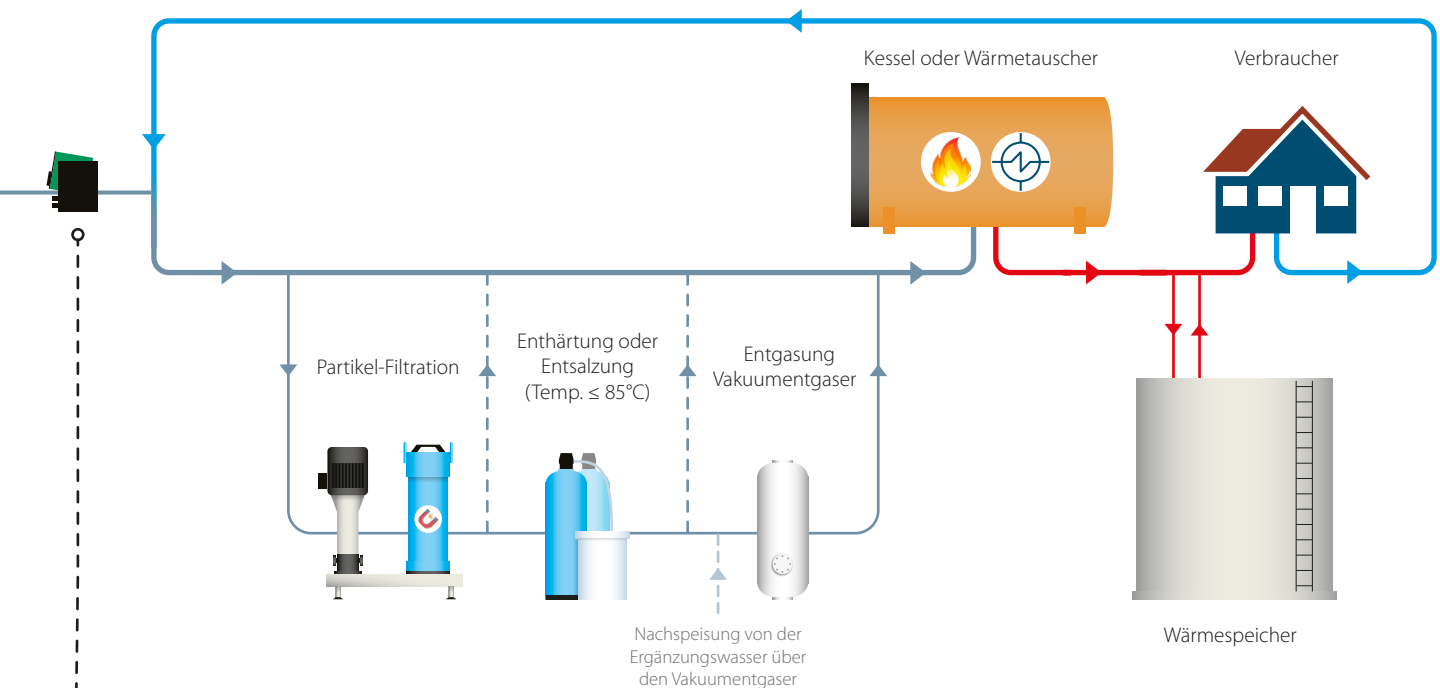 Kessel oder Wärmetauscher
Verbraucher
Partikel-Filtration
Enthärtung oder
Entsalzung
(Temp. ≤ 85°C)
Entgasung
Vakuumentgaser
Nachspeisung von der
Ergänzungswasser über
den Vakuumentgaser
Wärmespeicher